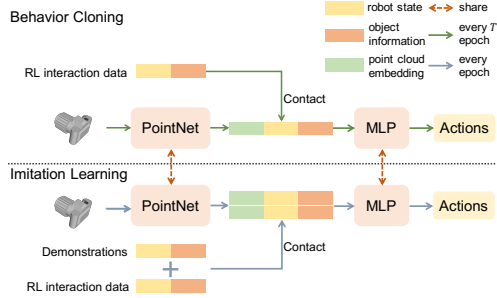 Behavior Cloning
robot state
share
object
information
every T
epoch
point cloud
embedding
every
epoch
RL interaction data
Contact
PointNet
MLP
Actions
Imitation Learning
PointNet
MLP
Actions
Demonstrations
Contact
+
RL interaction data